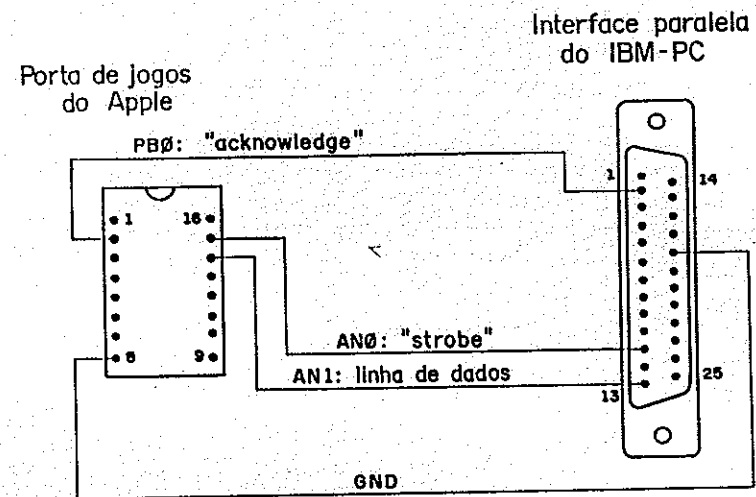 Interface paralela
do IBM-PC
Porta de jogos
do Apple
PBØ: "acknowledge"
1
14
1
16
ANØ: "strobe"
8
9
AN1: linha de dados
25
13
GND